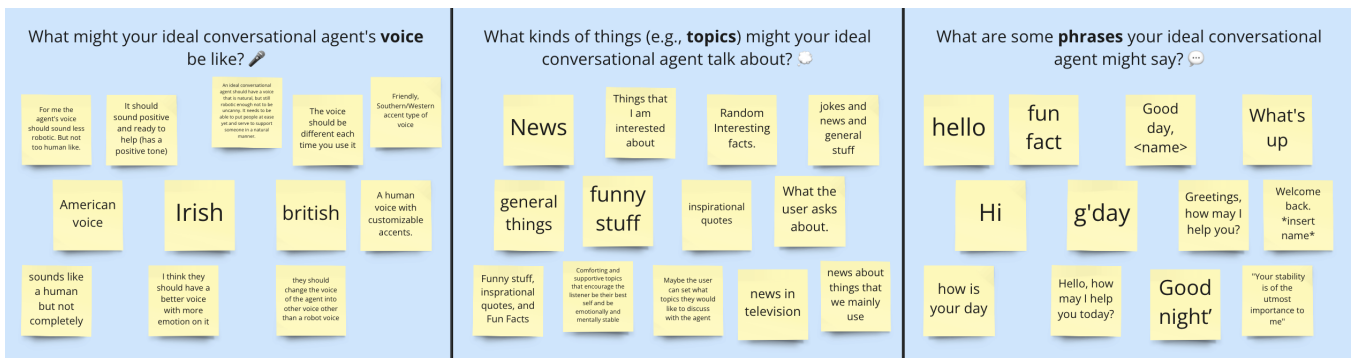 What might your ideal conversational agent's voice
be like? 🎤
For me the
agent's voice
should sound less
robotic. But not
too human like.
It should
sound positive
and ready to
help (has a
positive tone)
An ideal conversational
agent should have a voice
that is natural, but still
robotic enough not to be
uncanny. It needs to be
able to put people at ease
yet and serve to support
someone in a natural
manner.
The voice
should be
different each
time you use it
Friendly,
Southern/Western
accent type of
voice
American
voice
Irish
british
A human
voice with
customizable
accents.
sounds like
a human
but not
completely
I think they
should have a
better voice
with more
emotion on it
they should
change the voice
of the agent into
other voice other
than a robot voice
What kinds of things (e.g., topics) might your ideal
conversational agent talk about? 💭
News
Things that
I am
interested
about
Random
Interesting
facts.
jokes and
news and
general
stuff
general
things
funny
stuff
inspirational
quotes
What the
user asks
about.
Funny stuff,
insprational
quotes, and
Fun Facts
Comforting and
supportive topics
that encourage the
listener be their best
self and be
emotionally and
mentally stable
Maybe the user
can set what
topics they would
like to discuss
with the agent
news in
television
news about
things that
we mainly
use
What are some phrases your ideal conversational
agent might say? 💬
hello
fun
fact
Good
day,
<name>
What's
up
Hi
g'day
Greetings,
how may I
help you?
Welcome
back.
*insert
name*
how is
your day
Hello, how
may I help
you today?
Good
night’
"Your stability
is of the
utmost
importance to
me"